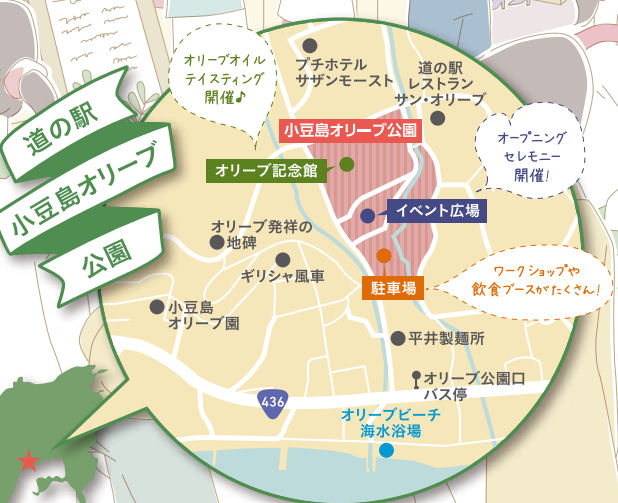 道の駅
小豆島オリーブ
公園
オリーブオイル
テイスティング
開催♪
プチホテル
サザンモースト
道の駅
レストラン
サン・オリーブ
小豆島オリーブ公園
オリーブ記念館
オープニング
セレモニー
開催!
イベント広場
オリーブ発祥の
地碑
ギリシャ風車
駐車場
ワークショップや
飲食ブースがたくさん!
小豆島
オリーブ園
平井製麺所
オリーブ公園口
バス停
436
オリーブビーチ
海水浴場